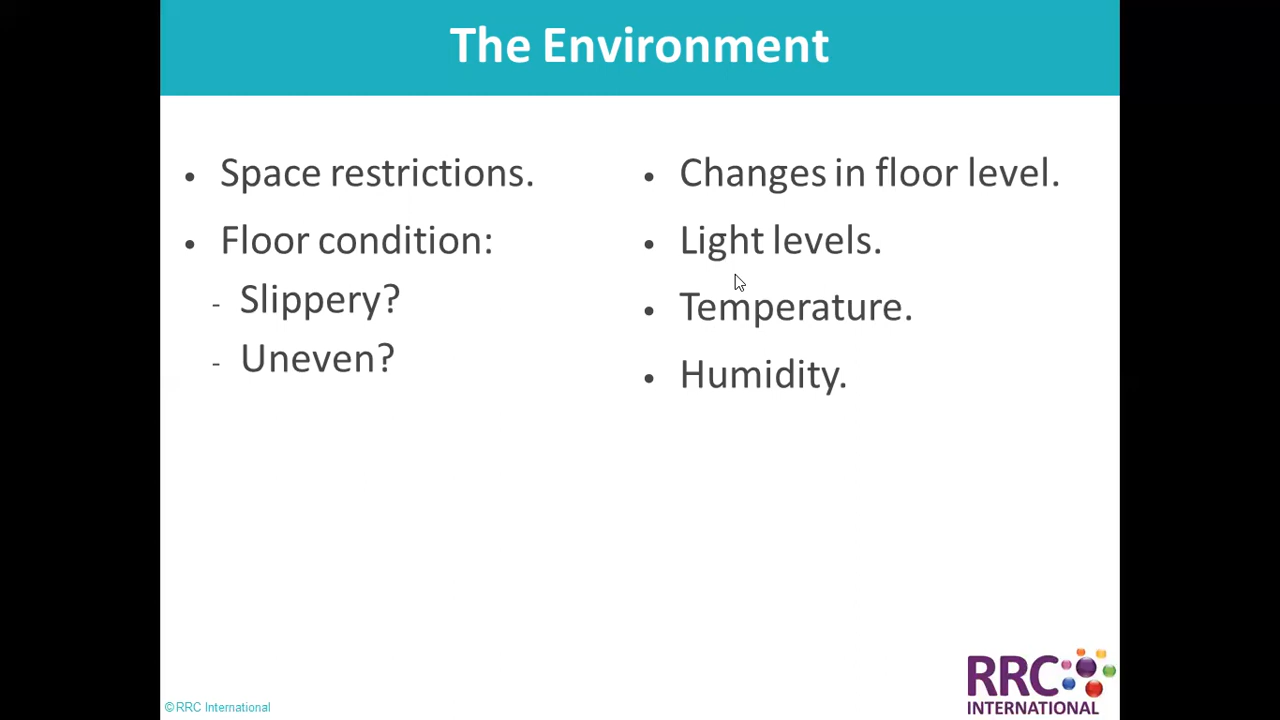 The Environment
• Space restrictions.
• Floor condition:
- Slippery?
- Uneven?
• Changes in floor level.
• Light levels.
• Temperature.
• Humidity.
©RRC International
RRC
INTERNATIONAL